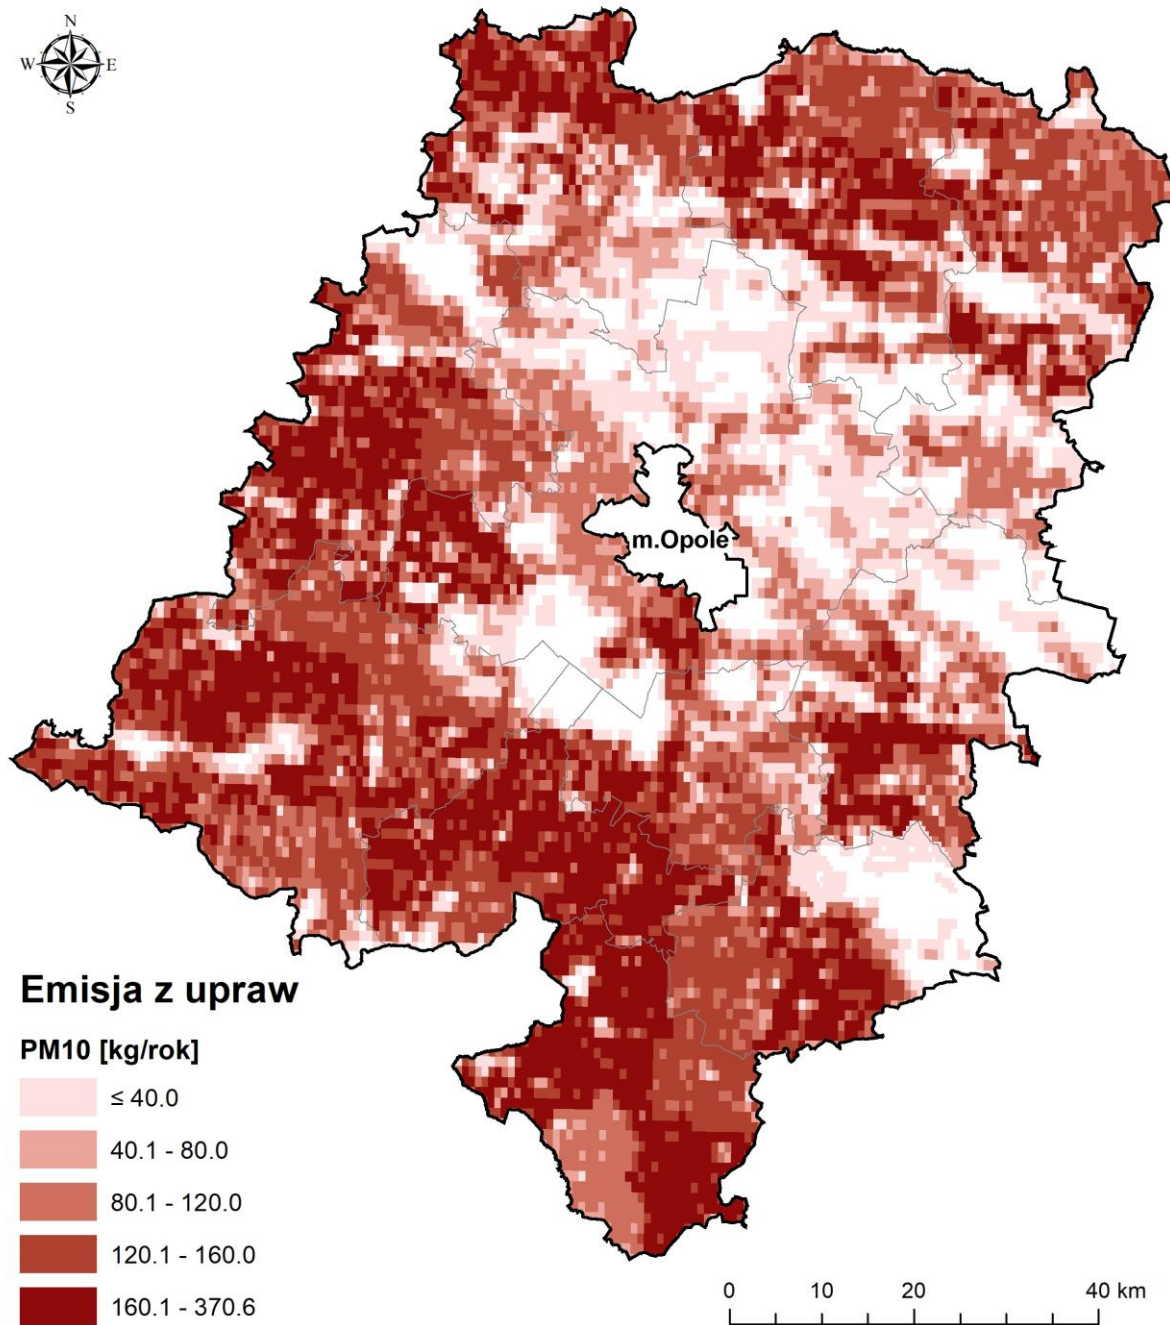 N
W E
S
m.Opole
Emisja z upraw
PM10 [kg/rok]
≤ 40.0
40.1 - 80.0
80.1 - 120.0
120.1 - 160.0
160.1 - 370.6
0 10 20 40 km